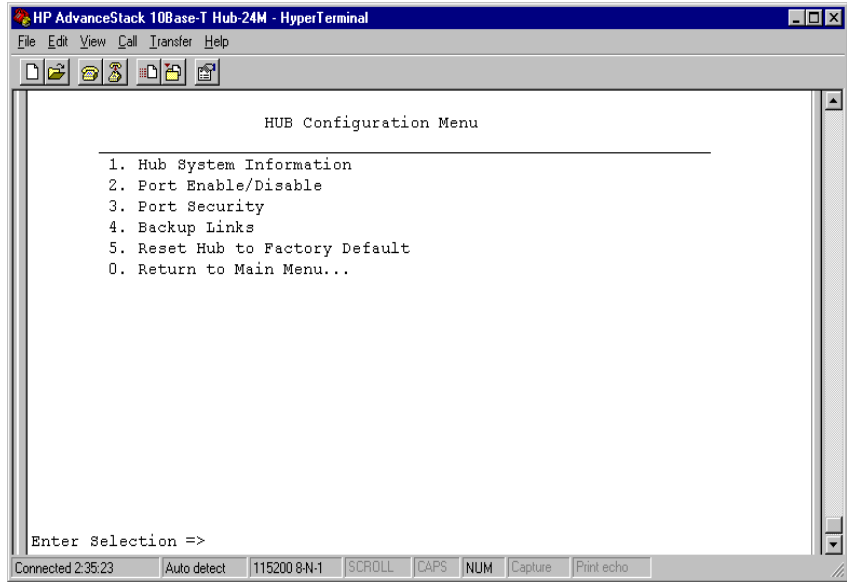 HP AdvanceStack 10Base-T Hub-24M - HyperTerminal
File Edit View Call Transfer Help
HUB Configuration Menu
1. Hub System Information
2. Port Enable/Disable
3. Port Security
4. Backup Links
5. Reset Hub to Factory Default
0. Return to Main Menu...
Enter Selection =>
Connected 2:35:23 Auto detect 115200 8-N-1 SCROLL CAPS NUM Capture Print echo